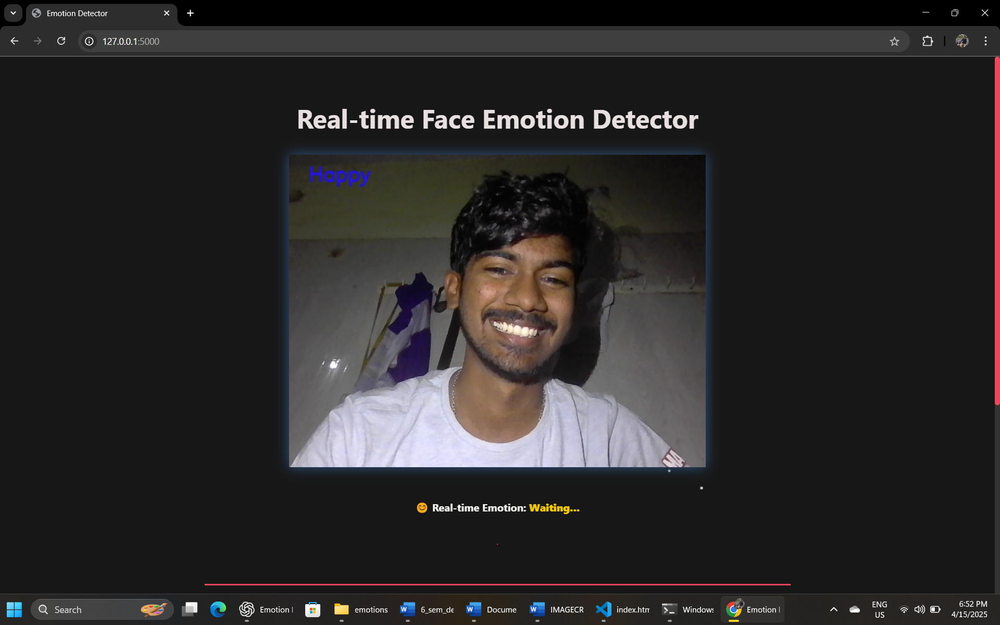 Emotion Detector
127.0.0.1:5000
Real-time Face Emotion Detector
Happy
MA
😊 Real-time Emotion: Waiting...
Search
Emotion
emotions
6_sem_de
Docume
IMAGECR
index.htm
Windows
Emotion
ENG
US
6:52 PM
4/15/2025